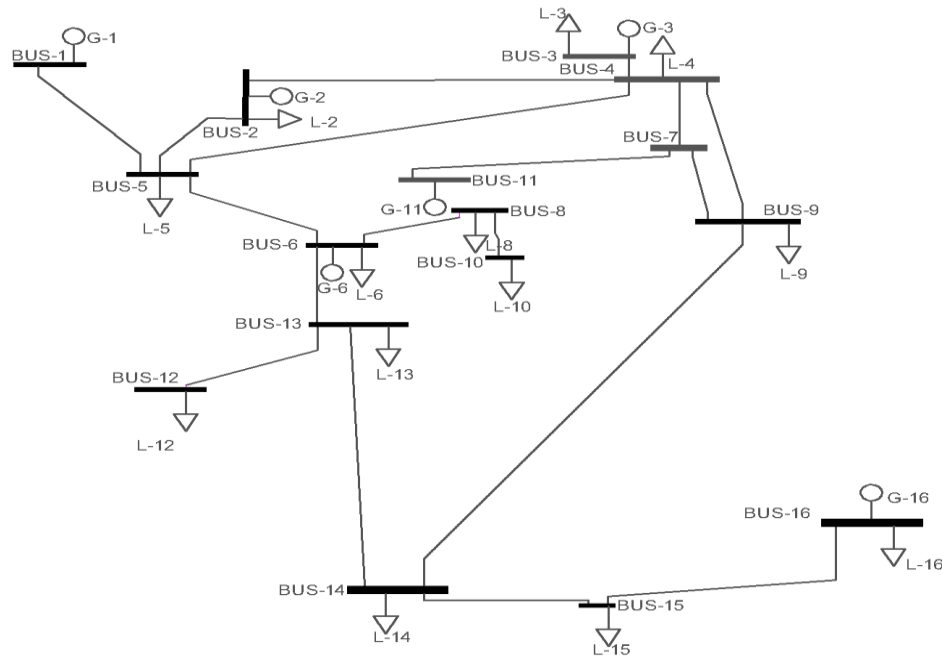 L-3
G-3
G-1
BUS-1
BUS-3
L-4
BUS-4
G-2
L-2
BUS-2
BUS-7
BUS-5
BUS-11
G-11
BUS-8
BUS-9
L-5
BUS-6
L-8
BUS-10
L-9
G-6
L-6
L-10
BUS-13
L-13
BUS-12
L-12
G-16
BUS-16
L-16
BUS-14
BUS-15
L-14
L-15